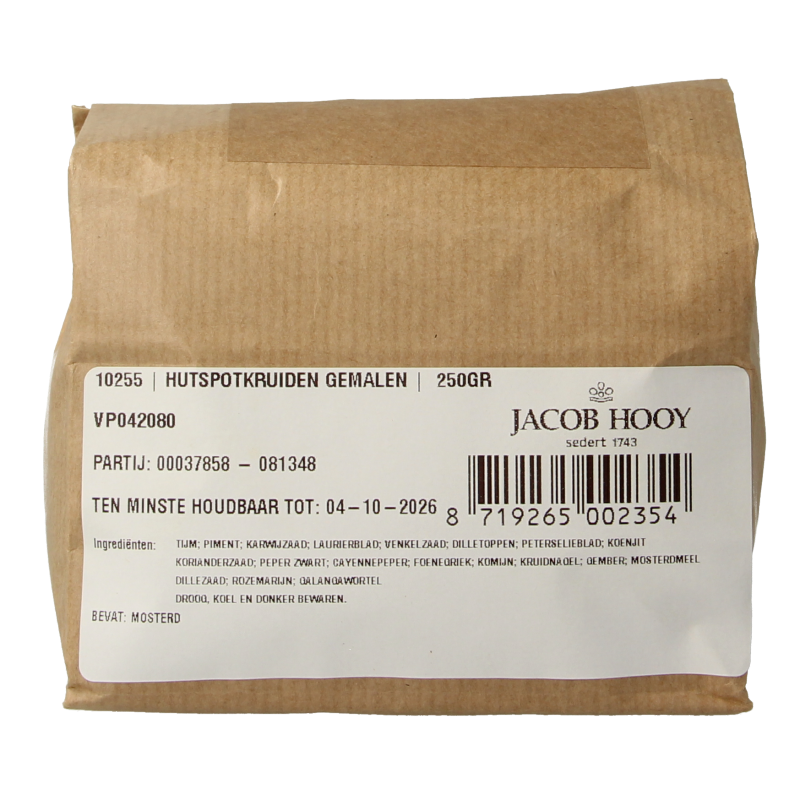 10255 | HUTSPOTKRUIDEN GEMALEN | 250GR
VP042080
JACOB HOOY
sedert 1743
PARTIJ: 00037858 – 081348
TEN MINSTE HOUDBAAR TOT: 04–10–2026
8 719265 002354
Ingrediënten: TIJM; PIMENT; KARWIJZAAD; LAURIERBLAD; VENKELZAAD; DILLETOPPEN; PETERSELIEBLAD; KOENJIT
KORIANDERZAAD; PEPER ZWART; CAYENNEPEPER; FOENEGRIEK; KOMIJN; KRUIDNAGEL; GEMBER; MOSTERDMEEL
DILLEZAAD; ROZEMARIJN; GALANGAWORTEL
DROOG, KOEL EN DONKER BEWAREN.
BEVAT: MOSTERD